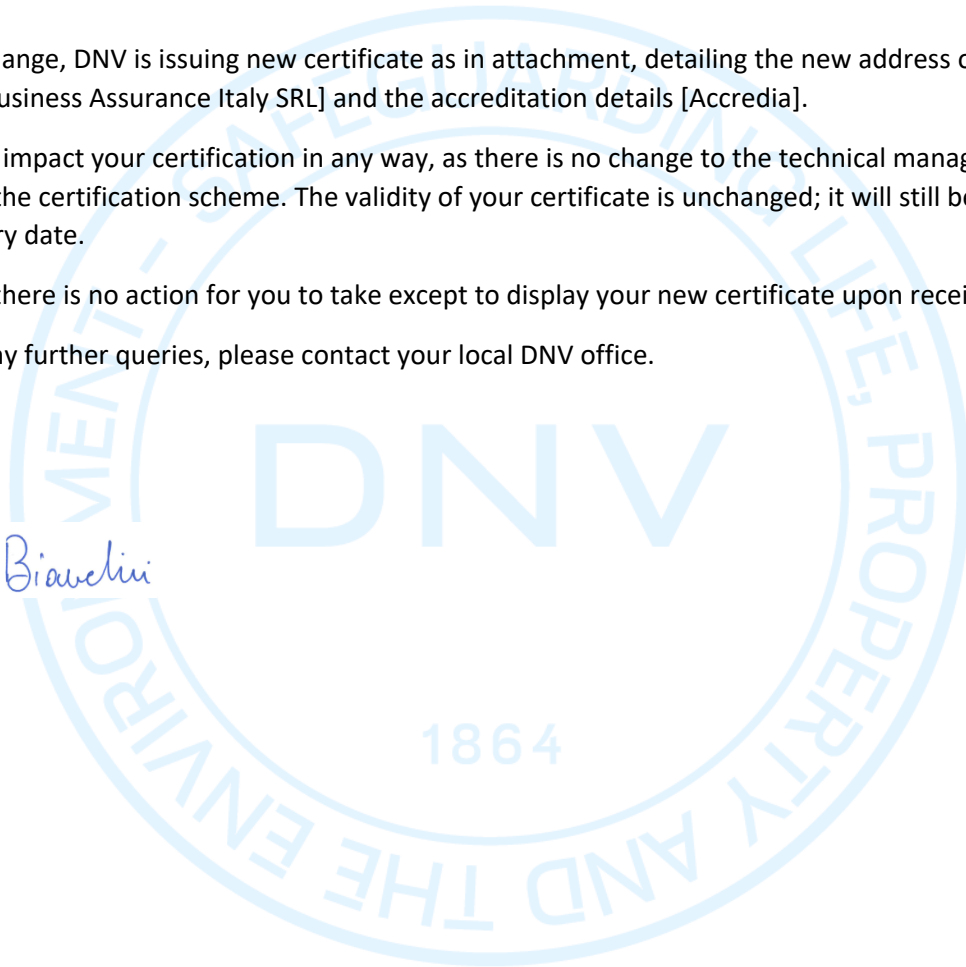 ange, DNV is issuing new certificate as in attachment, detailing the new address o
usiness Assurance Italy SRL] and the accreditation details [Accredia].
impact your certification in any way, as there is no change to the technical manag
the certification scheme. The validity of your certificate is unchanged; it will still be
ry date.
there is no action for you to take except to display your new certificate upon recei
ny further queries, please contact your local DNV office.
SAFEGUARDING LIFE, PROPERTY AND THE ENVIRONMENT -
DNV
Biavelini
1864